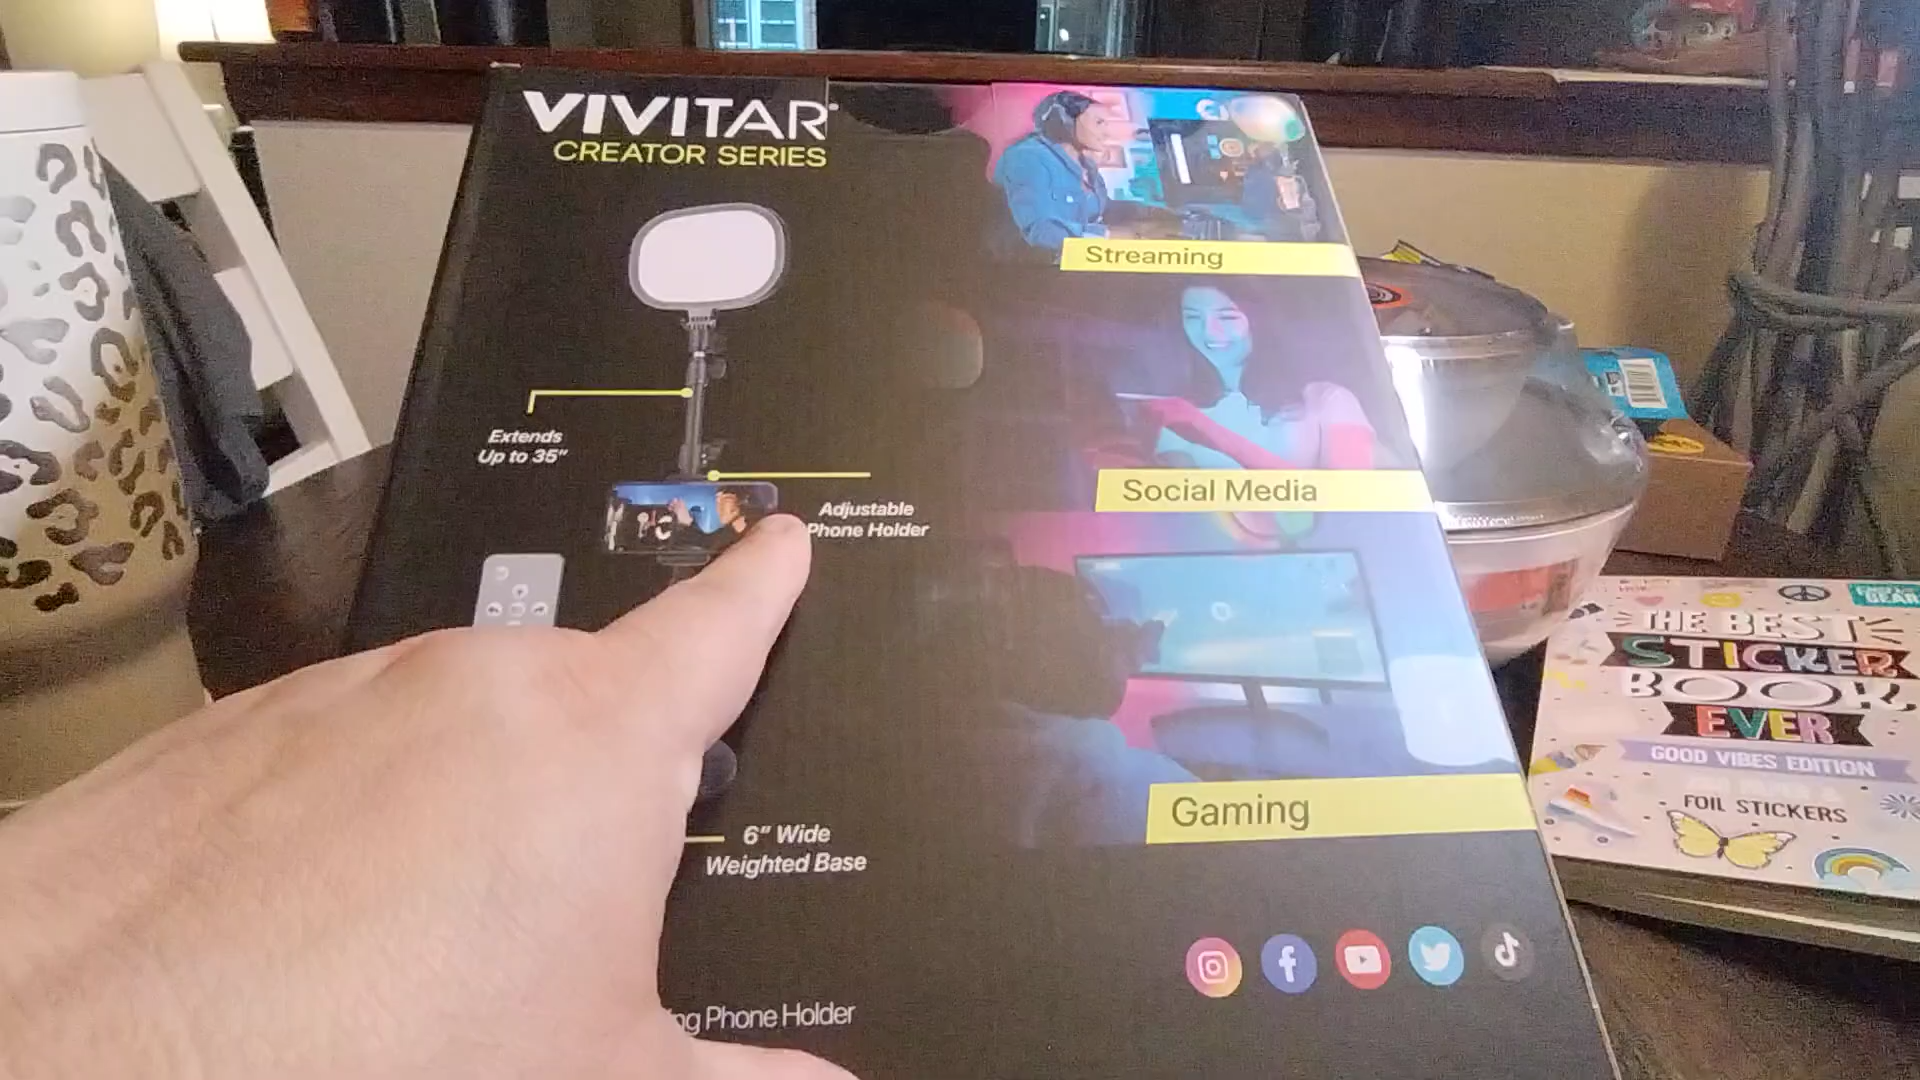 VIVITAR
CREATOR SERIES
Streaming
Extends
Up to 35"
Social Media
Adjustable
Phone Holder
Gaming
6" Wide
Weighted Base
Phone Holder
THE BEST
STICKER
BOOK
EVER
GOOD VIBES EDITION
FOIL STICKERS